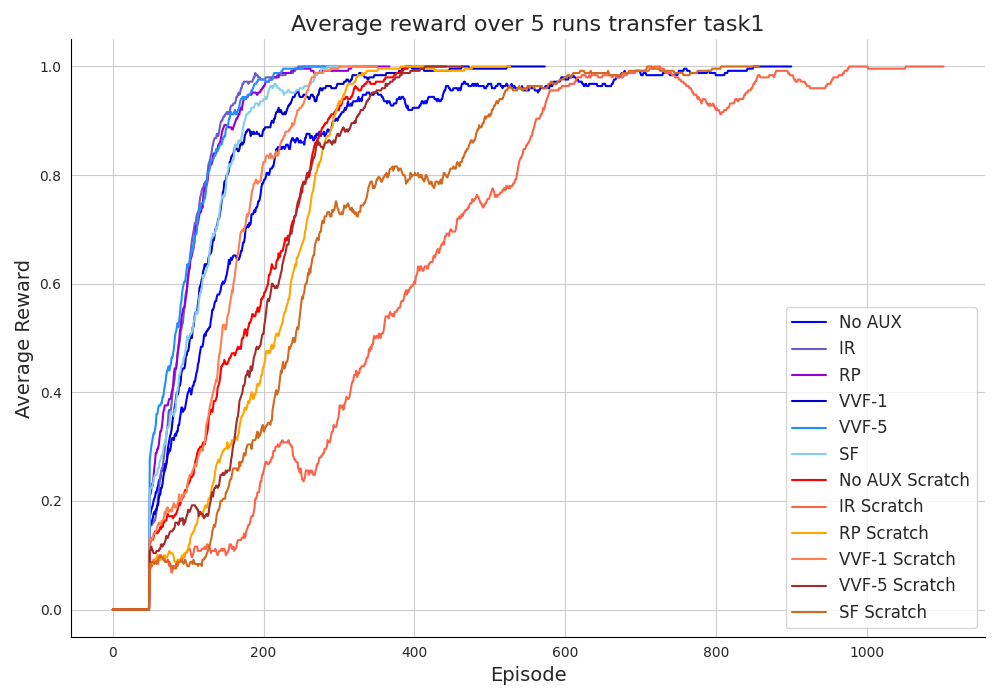 Average reward over 5 runs transfer task1
Average Reward
1.0
0.8
0.6
0.4
0.2
0.0
No AUX
IR
RP
VVF-1
VVF-5
SF
No AUX Scratch
IR Scratch
RP Scratch
VVF-1 Scratch
VVF-5 Scratch
SF Scratch
0 200 400 600 800 1000
Episode